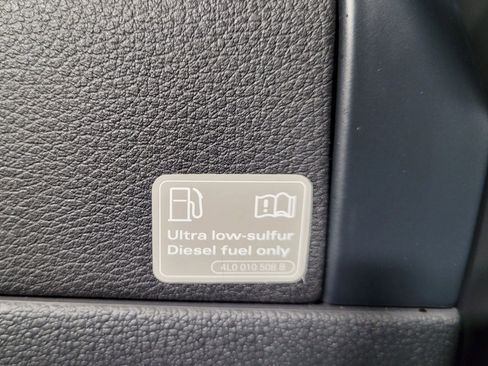 Ultra low-sulfur
Diesel fuel only
4L0 010 508 B